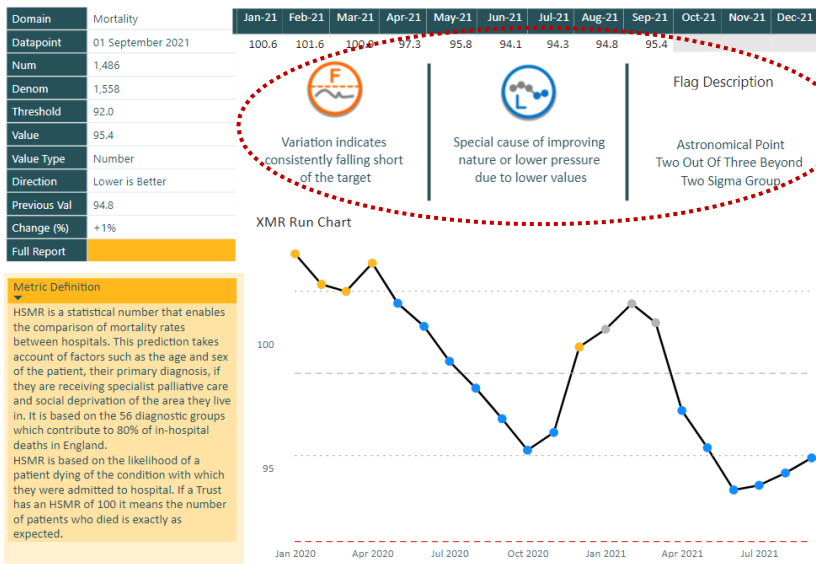 Domain Mortality
Datapoint 01 September 2021
Num 1,486
Denom 1,558
Threshold 92.0
Value 95.4
Value Type Number
Direction Lower is Better
Previous Val 94.8
Change (%) +1%
Full Report
Jan-21 Feb-21 Mar-21 Apr-21 May-21 Jun-21 Jul-21 Aug-21 Sep-21 Oct-21 Nov-21 Dec-21
100.6 101.6 100.9 97.3 95.8 94.1 94.3 94.8 95.4
F
Variation indicates
consistently falling short
of the target
L
Special cause of improving
nature or lower pressure
due to lower values
Flag Description
Astronomical Point
Two Out Of Three Beyond
Two Sigma Group
Metric Definition
HSMR is a statistical number that enables
the comparison of mortality rates
between hospitals. This prediction takes
account of factors such as the age and sex
of the patient, their primary diagnosis, if
they are receiving specialist palliative care
and social deprivation of the area they live
in. It is based on the 56 diagnostic groups
which contribute to 80% of in-hospital
deaths in England.
HSMR is based on the likelihood of a
patient dying of the condition with which
they were admitted to hospital. If a Trust
has an HSMR of 100 it means the number
of patients who died is exactly as
expected.
XMR Run Chart
100
95
Jan 2020 Apr 2020 Jul 2020 Oct 2020 Jan 2021 Apr 2021 Jul 2021